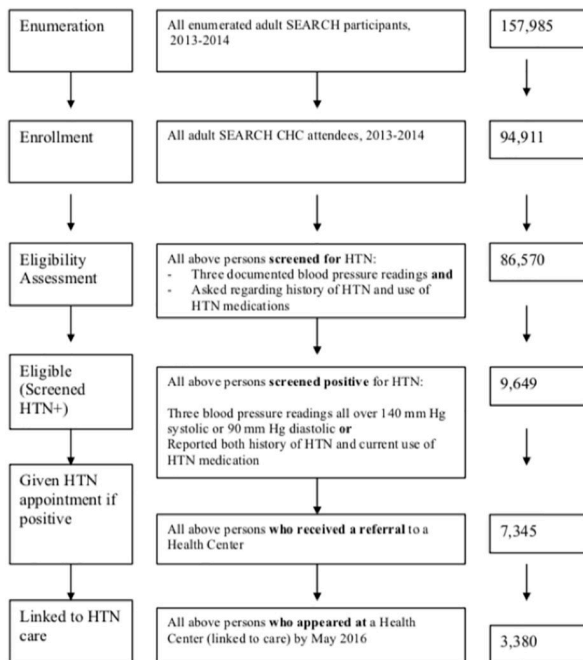 Enumeration
All enumerated adult SEARCH participants,
2013-2014
157,985
Enrollment
All adult SEARCH CHC attendees, 2013-2014
94,911
Eligibility
Assessment
All above persons screened for HTN:
- Three documented blood pressure readings and
- Asked regarding history of HTN and use of
HTN medications
86,570
Eligible
(Screened
HTN+)
All above persons screened positive for HTN:
Three blood pressure readings all over 140 mm Hg
systolic or 90 mm Hg diastolic or
Reported both history of HTN and current use of
HTN medication
9,649
Given HTN
appointment if
positive
All above persons who received a referral to a
Health Center
7,345
Linked to HTN
care
All above persons who appeared at a Health
Center (linked to care) by May 2016
3,380